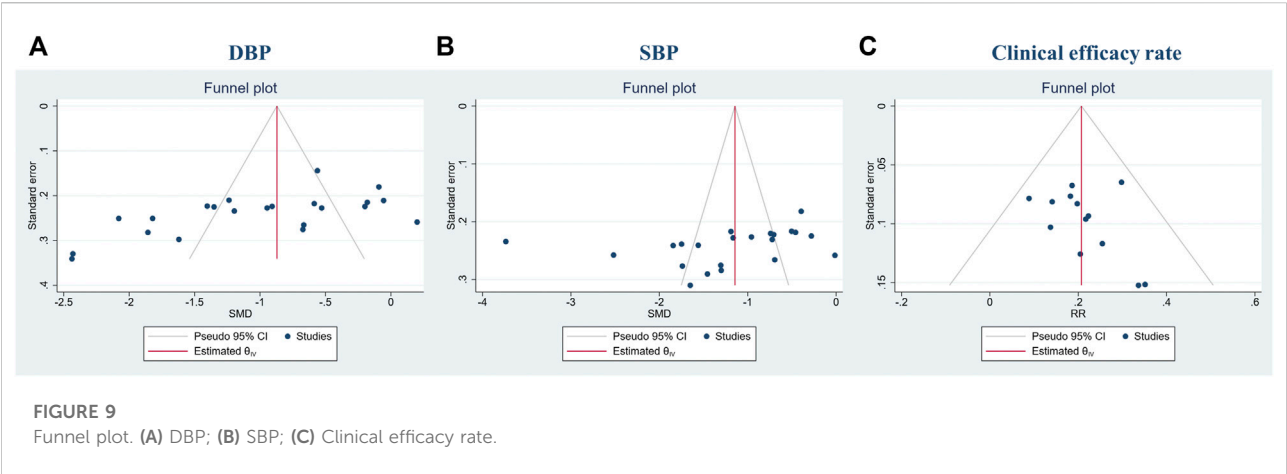 A DBP B SBP C Clinical efficacy rate
Funnel plot
0
.1
.2
.3
.4
Standard error
-2.5 -2 -1.5 -1 -.5 0
SMD
Pseudo 95% CI Studies
Estimated θIV
Funnel plot
0
.1
.2
.3
Standard error
-4 -3 -2 -1 0
SMD
Pseudo 95% CI Studies
Estimated θIV
Funnel plot
0
.05
.1
.15
Standard error
-.2 0 .2 .4 .6
RR
Pseudo 95% CI Studies
Estimated θIV
FIGURE 9
Funnel plot. (A) DBP; (B) SBP; (C) Clinical efficacy rate.